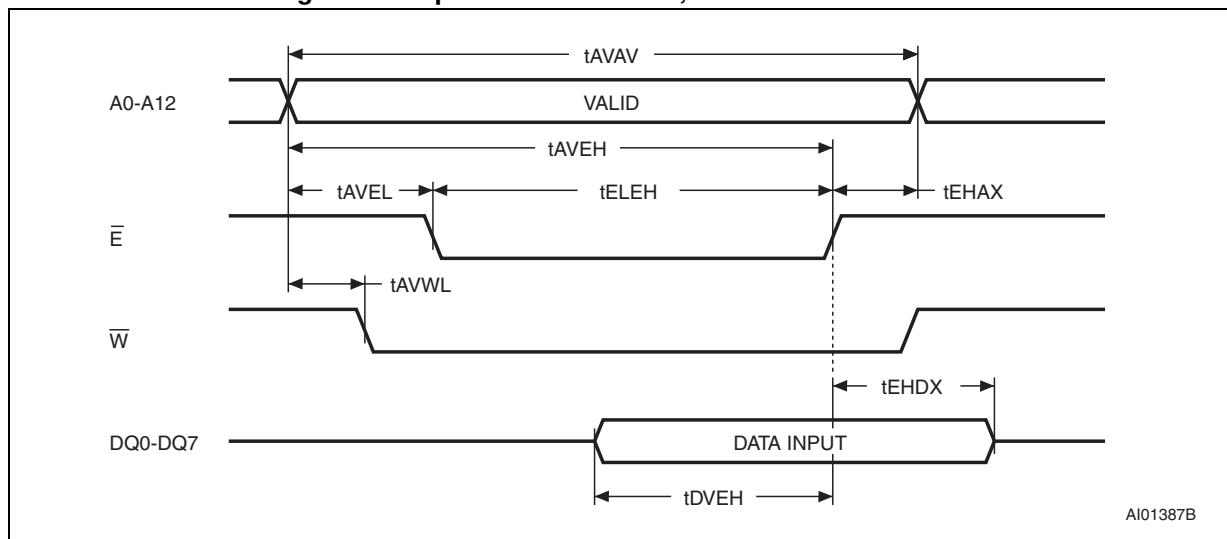 tAVAV
A0-A12
VALID
tAVEH
tAVEL
tELEH
tEHAX
E̅
tAVWL
W̅
tEHDX
DQ0-DQ7
DATA INPUT
tDVEH
AI01387B